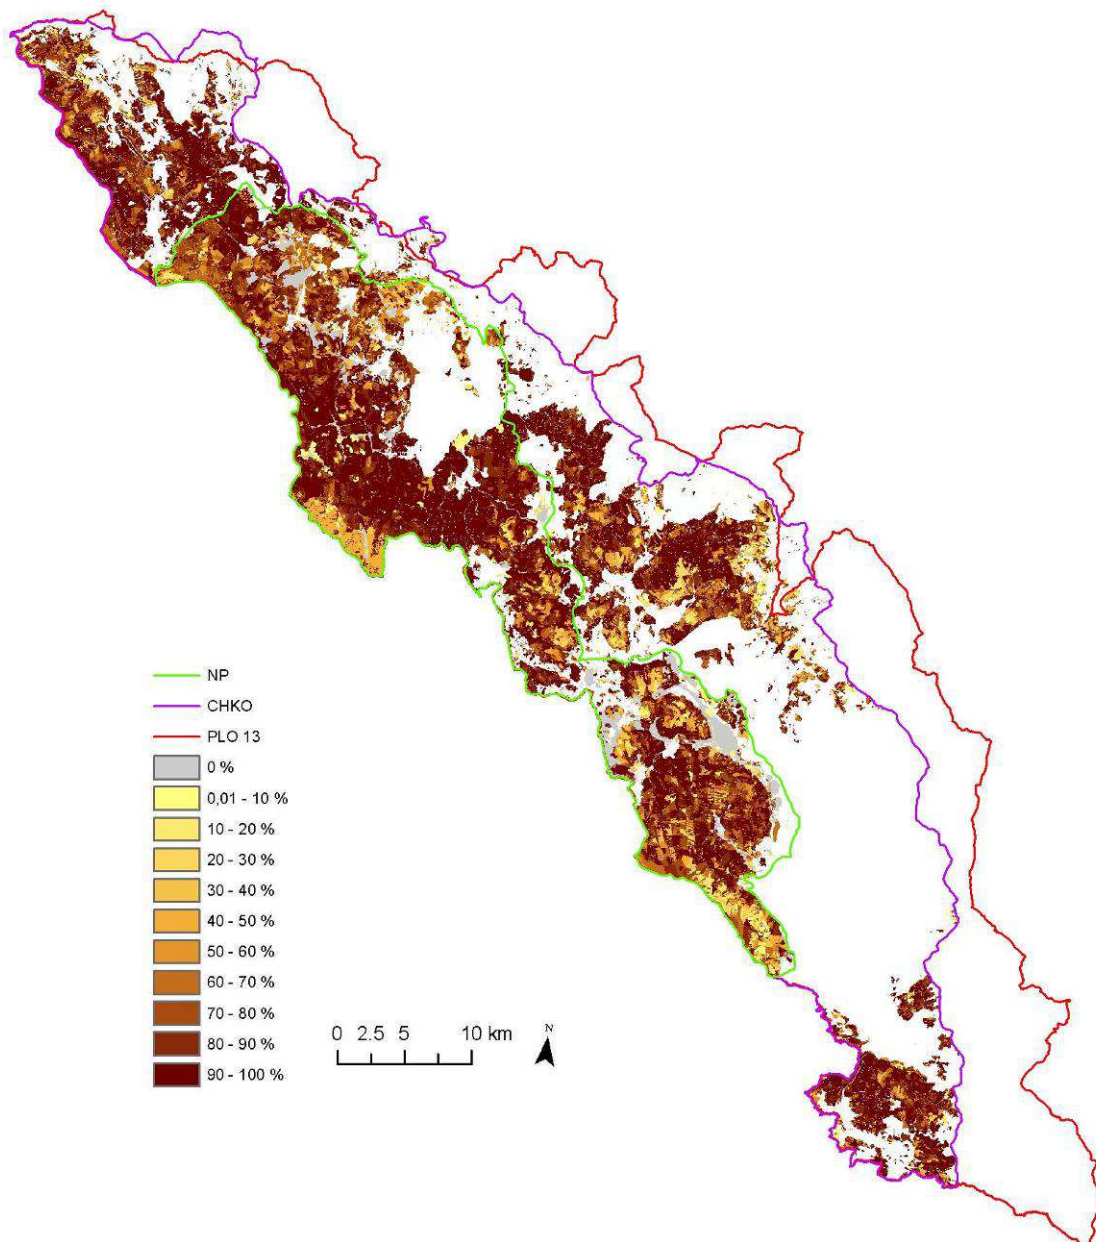 NP
CHKO
PLO 13
0 %
0,01 - 10 %
10 - 20 %
20 - 30 %
30 - 40 %
40 - 50 %
50 - 60 %
60 - 70 %
70 - 80 %
80 - 90 %
90 - 100 %
0 2.5 5 10 km
N